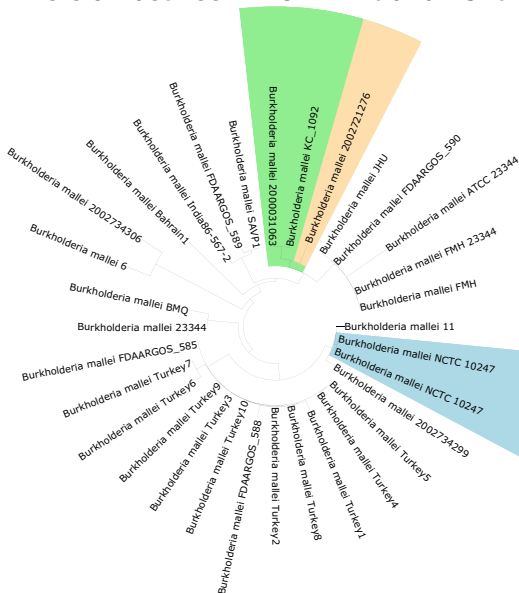 Burkholderia mallei 2000031063
Burkholderia mallei KC_1092
Burkholderia mallei 2002721276
Burkholderia mallei JHU
Burkholderia mallei FDAARGOS_590
Burkholderia mallei ATCC 23344
Burkholderia mallei FMH 23344
Burkholderia mallei FMH
Burkholderia mallei 11
Burkholderia mallei NCTC 10247
Burkholderia mallei NCTC 10247
Burkholderia mallei 2002734299
Burkholderia mallei Turkey5
Burkholderia mallei Turkey4
Burkholderia mallei Turkey1
Burkholderia mallei Turkey8
Burkholderia mallei Turkey2
Burkholderia mallei FDAARGOS_588
Burkholderia mallei Turkey10
Burkholderia mallei Turkey3
Burkholderia mallei Turkey9
Burkholderia mallei Turkey6
Burkholderia mallei Turkey7
Burkholderia mallei FDAARGOS_585
Burkholderia mallei 23344
Burkholderia mallei BMQ
Burkholderia mallei 6
Burkholderia mallei 2002734306
Burkholderia mallei Bahrain1
Burkholderia mallei India86-567-2
Burkholderia mallei FDAARGOS_589
Burkholderia mallei SAVP1